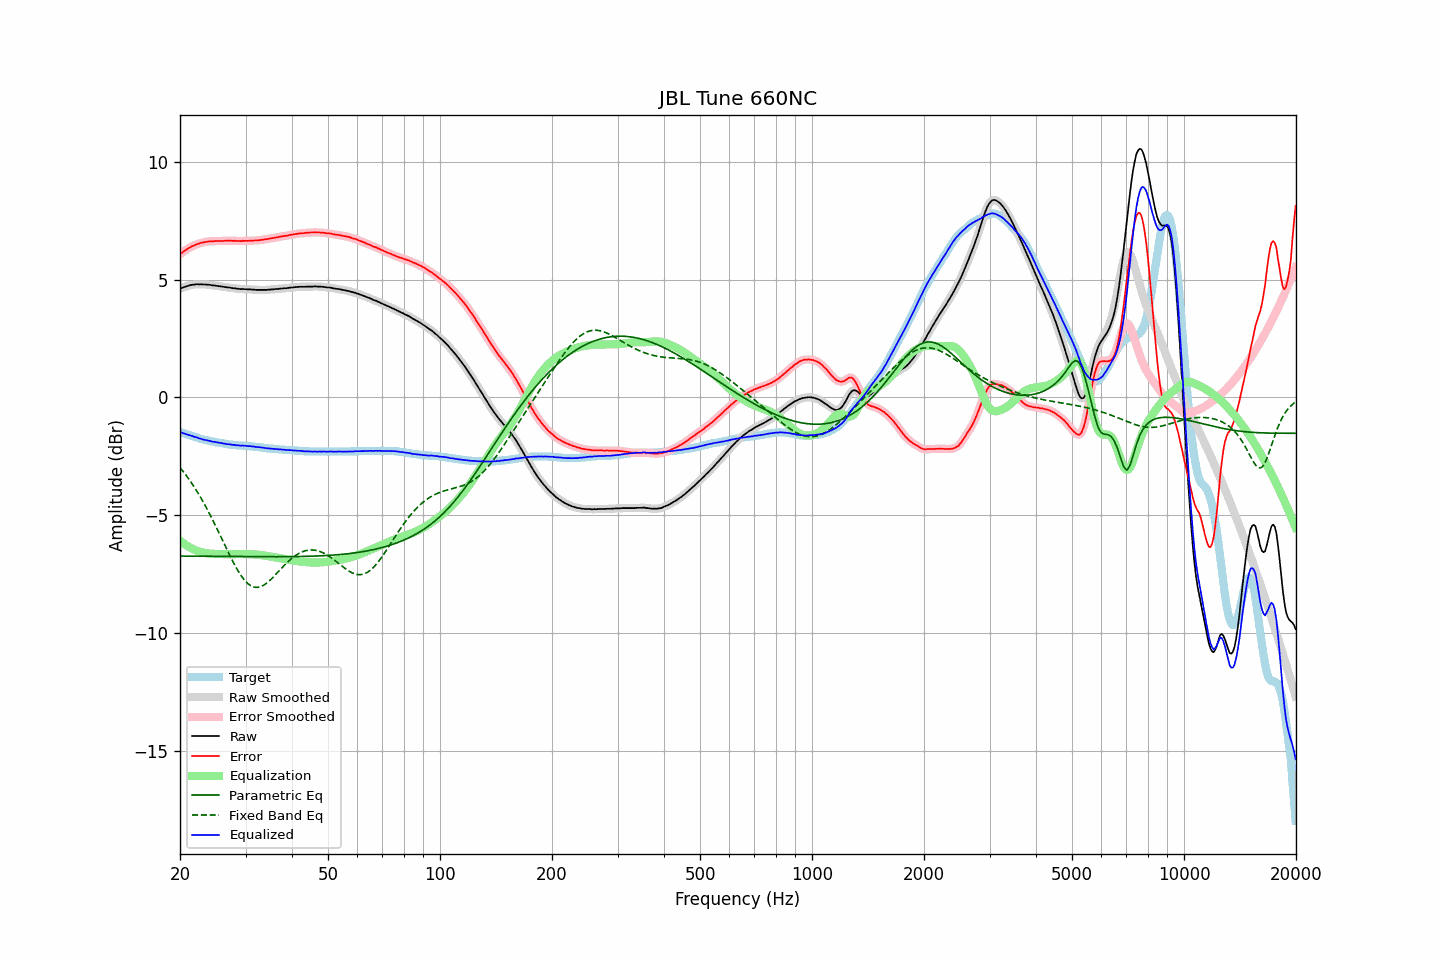 JBL Tune 660NC
10
5
0
−5
−10
−15
Amplitude (dBr)
Target
Raw Smoothed
Error Smoothed
Raw
Error
Equalization
Parametric Eq
Fixed Band Eq
Equalized
20 50 100 200 500 1000 2000 5000 10000 20000
Frequency (Hz)